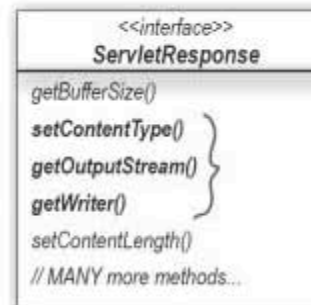 <<interface>>
ServletResponse
getBufferSize()
setContentType()
getOutputStream()
getWriter()
setContentLength()
// MANY more methods...